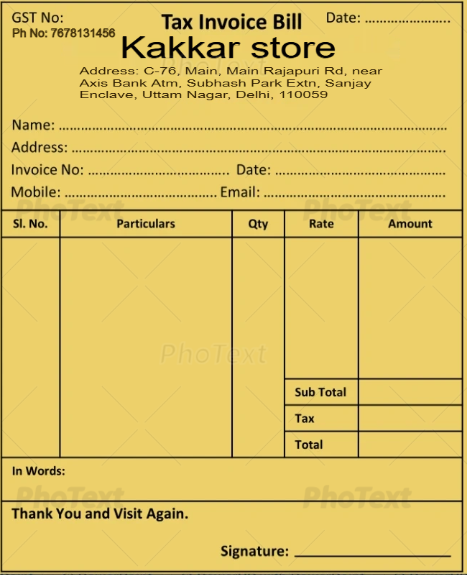 GST No: Tax Invoice Bill Date: ......................
Ph No: 7678131456
Kakkar store
Address: C-76, Main, Main Rajapuri Rd, near
Axis Bank Atm, Subhash Park Extn, Sanjay
Enclave, Uttam Nagar, Delhi, 110059
Name: ................................................................
Address: ................................................................
Invoice No: ...................................... Date: ......................................
Mobile: ...................................... Email: ......................................
PhoText PhoText
Sl. No. Particulars Qty Rate Amount
PhoText
Sub Total
Tax
Total
In Words:
PhoText PhoText
Thank You and Visit Again.
Signature: ____________________